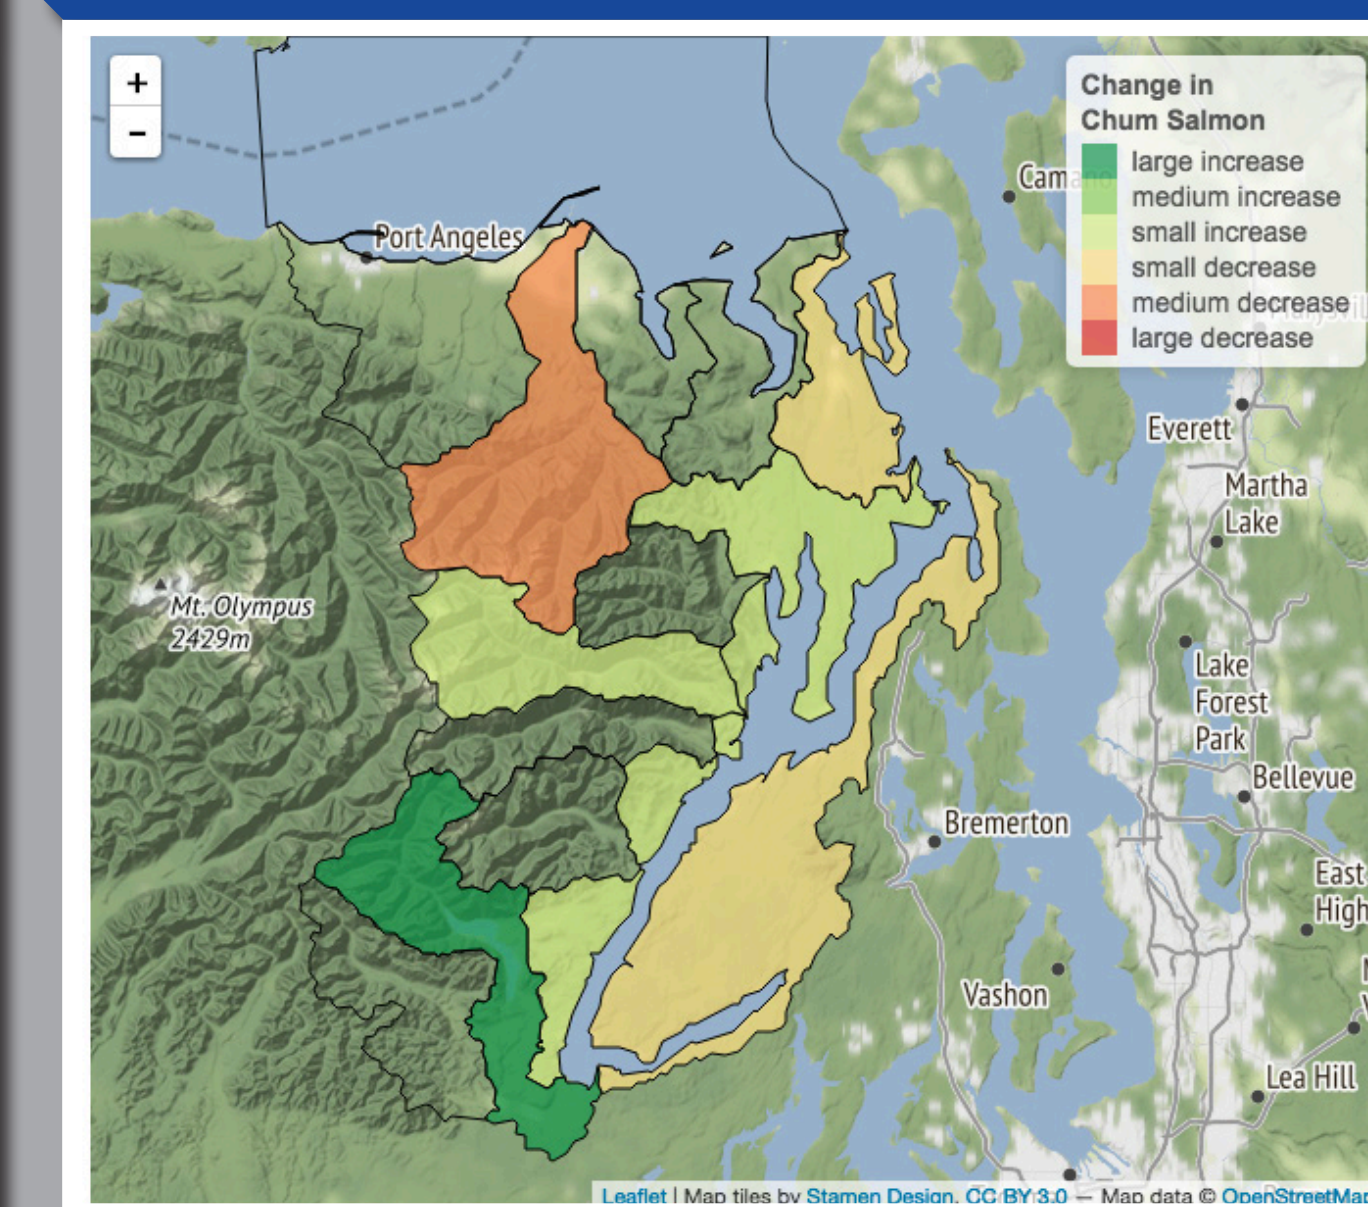 +
−
Change in
Chum Salmon
large increase
medium increase
small increase
small decrease
medium decrease
large decrease
Port Angeles
Everett
Martha
Lake
Mt. Olympus
2429m
Lake
Forest
Park
Bellevue
Bremerton
East
High
Vashon
Lea Hill
Leaflet | Map tiles by Stamen Design, CC BY 3.0 — Map data © OpenStreetMap